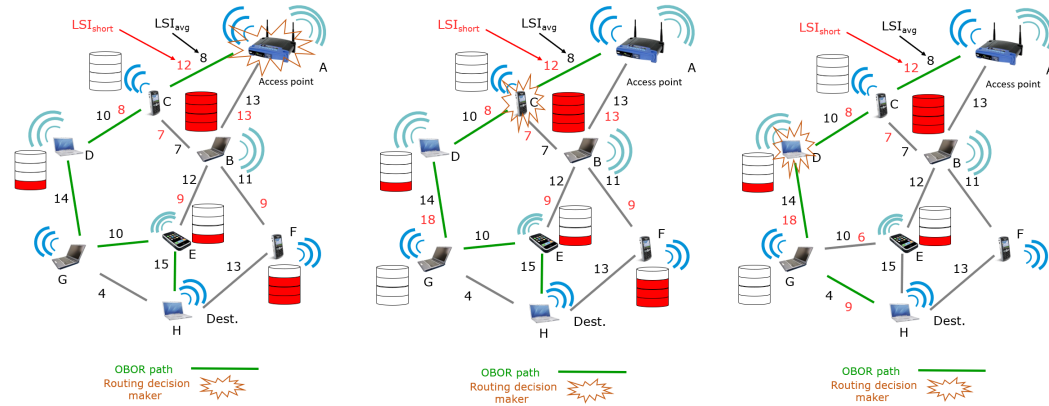 LSIshort
LSIavg
8
12
A
Access point
C
13
10
8
13
7
7
D
B
12
11
14
9
9
10
E
F
G
15
13
4
H
Dest.
OBOR path
Routing decision
maker
LSIshort
LSIavg
8
12
A
Access point
C
13
10
8
13
7
7
D
B
12
11
14
9
9
18
10
E
F
G
15
13
4
H
Dest.
OBOR path
Routing decision
maker
LSIshort
LSIavg
8
12
A
Access point
C
13
10
8
7
7
D
B
12
11
14
18
10
6
E
F
G
15
13
4
9
H
Dest.
OBOR path
Routing decision
maker